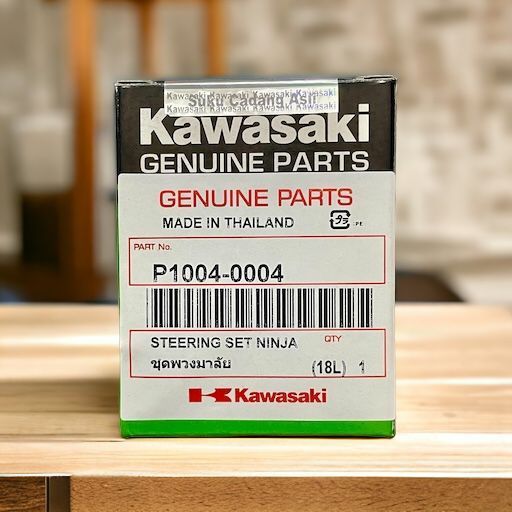 Kawasaki Kawasaki Kawasaki Kawasaki
Suku Cadang Asli
Kawasaki Kawasaki Kawasaki Kawasaki
Kawasaki
GENUINE PARTS
GENUINE PARTS
MADE IN THAILAND
プラ :PE
PART No.
P1004-0004
STEERING SET NINJA QTY
ชุดพวงมาลัย (18L) 1
Kawasaki